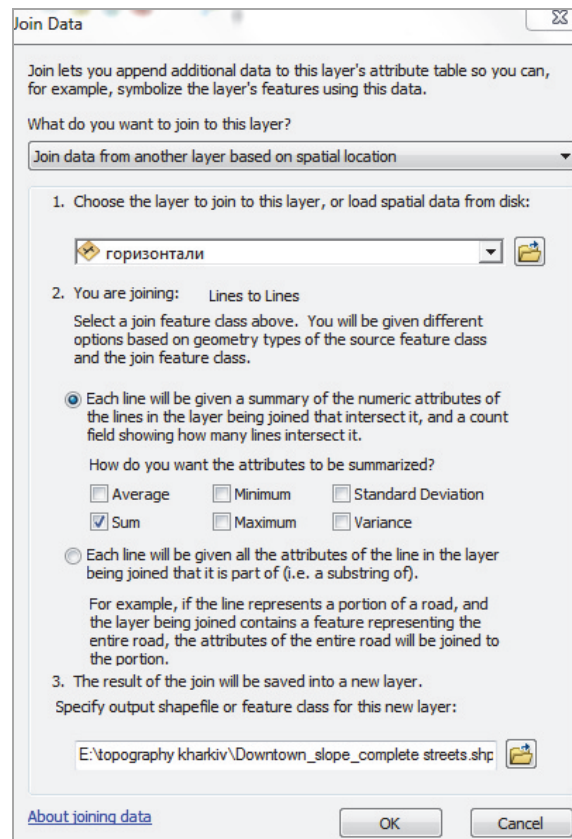 Join Data
Join lets you append additional data to this layer's attribute table so you can,
for example, symbolize the layer's features using this data.
What do you want to join to this layer?
Join data from another layer based on spatial location
1. Choose the layer to join to this layer, or load spatial data from disk:
горизонтали
2. You are joining: Lines to Lines
Select a join feature class above. You will be given different
options based on geometry types of the source feature class
and the join feature class.
Each line will be given a summary of the numeric attributes of
the lines in the layer being joined that intersect it, and a count
field showing how many lines intersect it.
How do you want the attributes to be summarized?
Average Minimum Standard Deviation
Sum Maximum Variance
Each line will be given all the attributes of the line in the layer
being joined that it is part of (i.e. a substring of).
For example, if the line represents a portion of a road, and
the layer being joined contains a feature representing the
entire road, the attributes of the entire road will be joined to
the portion.
3. The result of the join will be saved into a new layer.
Specify output shapefile or feature class for this new layer:
E:\topography kharkiv\Downtown_slope_complete streets.shp
About joining data
OK Cancel